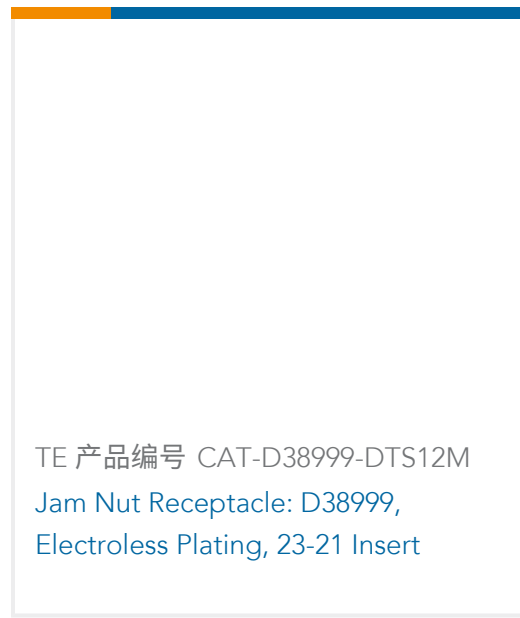 TE 产品编号 CAT-D38999-DTS12M
Jam Nut Receptacle: D38999,
Electroless Plating, 23-21 Insert